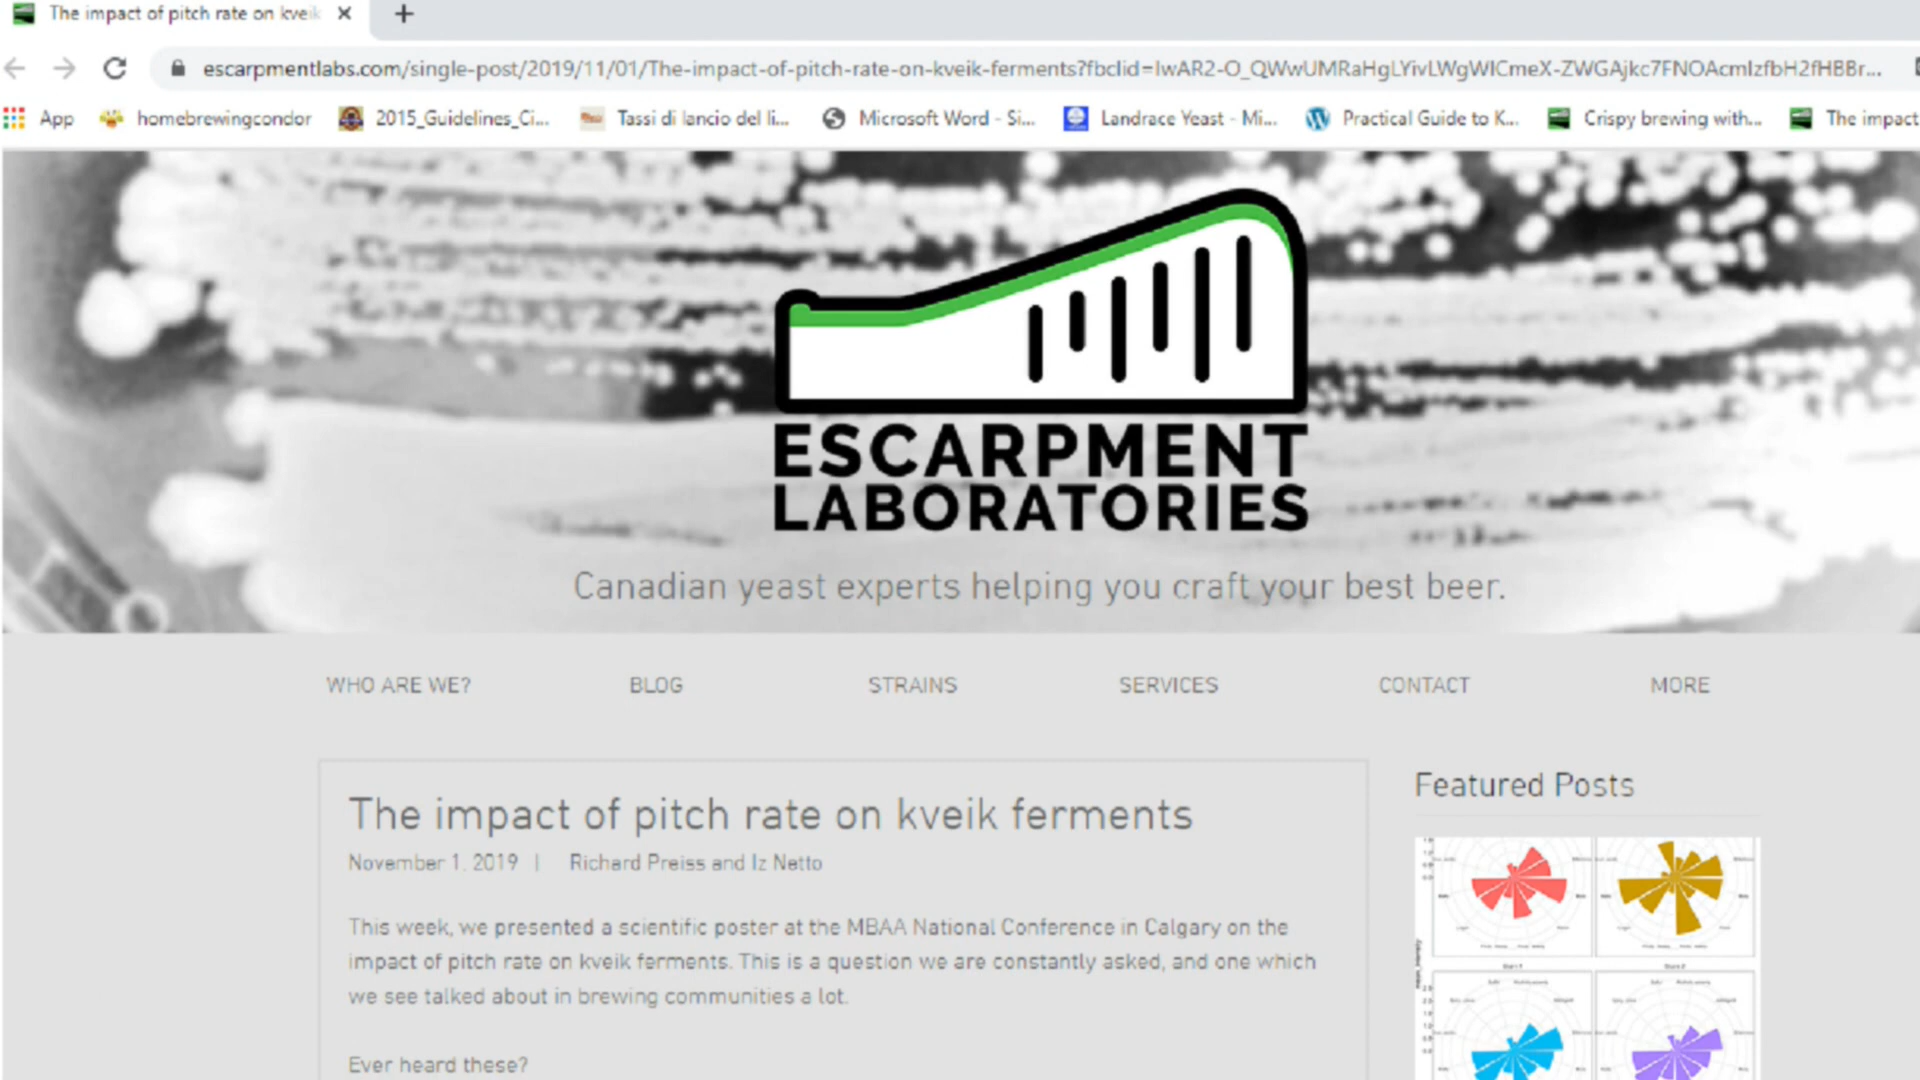 The impact of pitch rate on kveik
escarpmentlabs.com/single-post/2019/11/01/The-impact-of-pitch-rate-on-kveik-ferments?fbclid=IwAR2-O_QWwUMRaHgLYivLWgWICmeX-ZWGAjkc7FNOAcmIzfbH2fHBBr...
App homebrewingcondor 2015_Guidelines_Ci... Tassi di lancio del li... Microsoft Word - Si... Landrace Yeast - Mi... Practical Guide to K... Crispy brewing with... The impact
ESCARPMENT
LABORATORIES
Canadian yeast experts helping you craft your best beer.
WHO ARE WE? BLOG STRAINS SERVICES CONTACT MORE
The impact of pitch rate on kveik ferments
November 1, 2019 | Richard Preiss and Iz Netto
This week, we presented a scientific poster at the MBAA National Conference in Calgary on the
impact of pitch rate on kveik ferments. This is a question we are constantly asked, and one which
we see talked about in brewing communities a lot.
Ever heard these?
Featured Posts